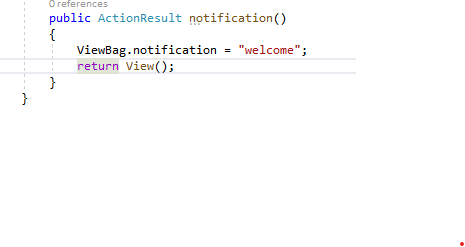 0 references
public ActionResult notification()
{
ViewBag.notification = "welcome";
return View();
}
}